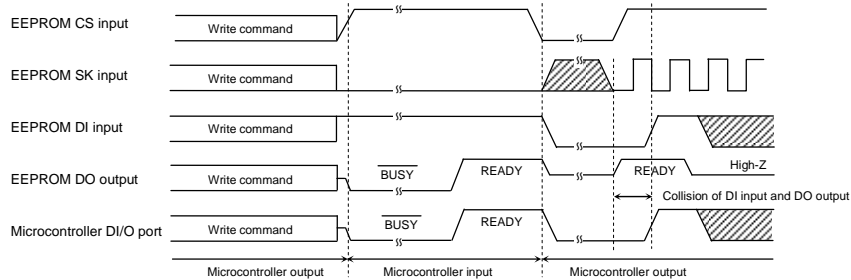 EEPROM CS input
Write command
EEPROM SK input
Write command
EEPROM DI input
Write command
EEPROM DO output
Write command
BUSY
READY
READY
High-Z
Collision of DI input and DO output
Microcontroller DI/O port
Write command
BUSY
READY
Microcontroller output
Microcontroller input
Microcontroller output